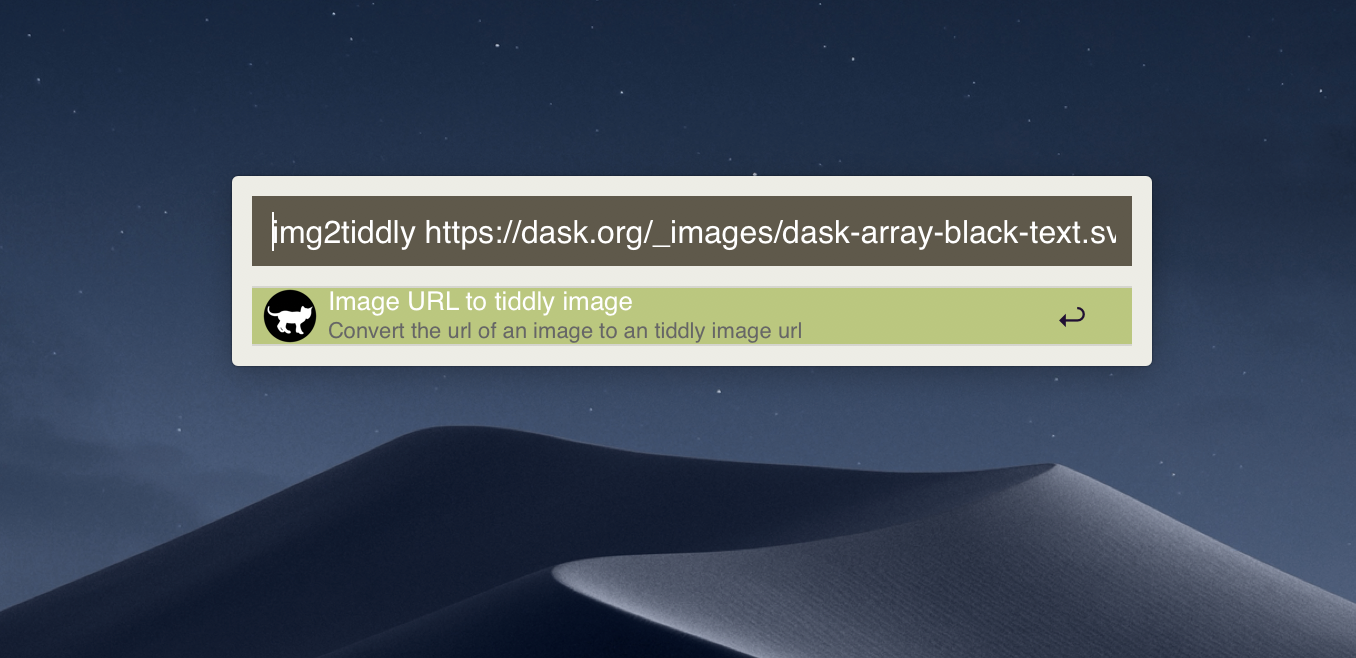 img2tiddly https://dask.org/_images/dask-array-black-text.sv
Image URL to tiddly image
Convert the url of an image to an tiddly image url